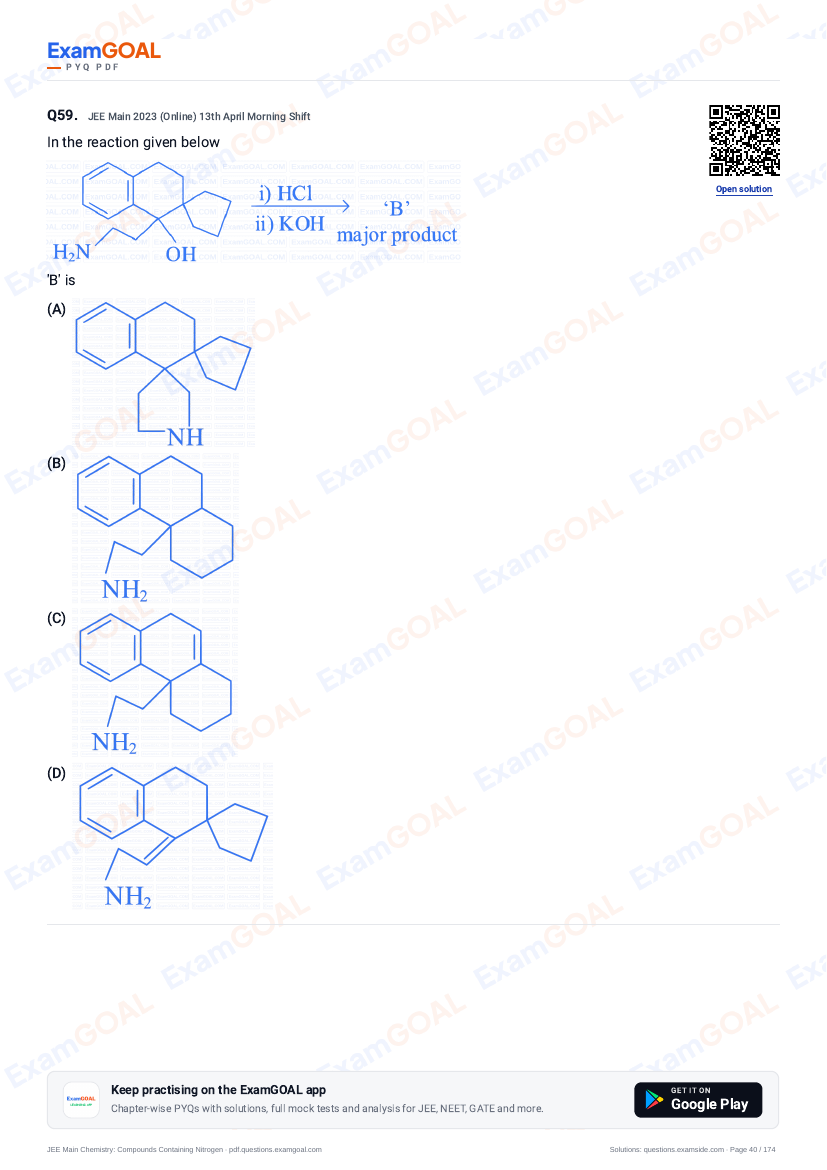 ExamGOAL
PYQ PDF
Q59. JEE Main 2023 (Online) 13th April Morning Shift
In the reaction given below
Open solution
i) HCl
ii) KOH
'B'
major product
H₂N
OH
'B' is
(A)
NH
(B)
NH₂
(C)
NH₂
(D)
NH₂
Keep practising on the ExamGOAL app
Chapter-wise PYQs with solutions, full mock tests and analysis for JEE, NEET, GATE and more.
GET IT ON
Google Play
JEE Main Chemistry: Compounds Containing Nitrogen · pdf.questions.examgoal.com
Solutions: questions.examside.com · Page 40 / 174